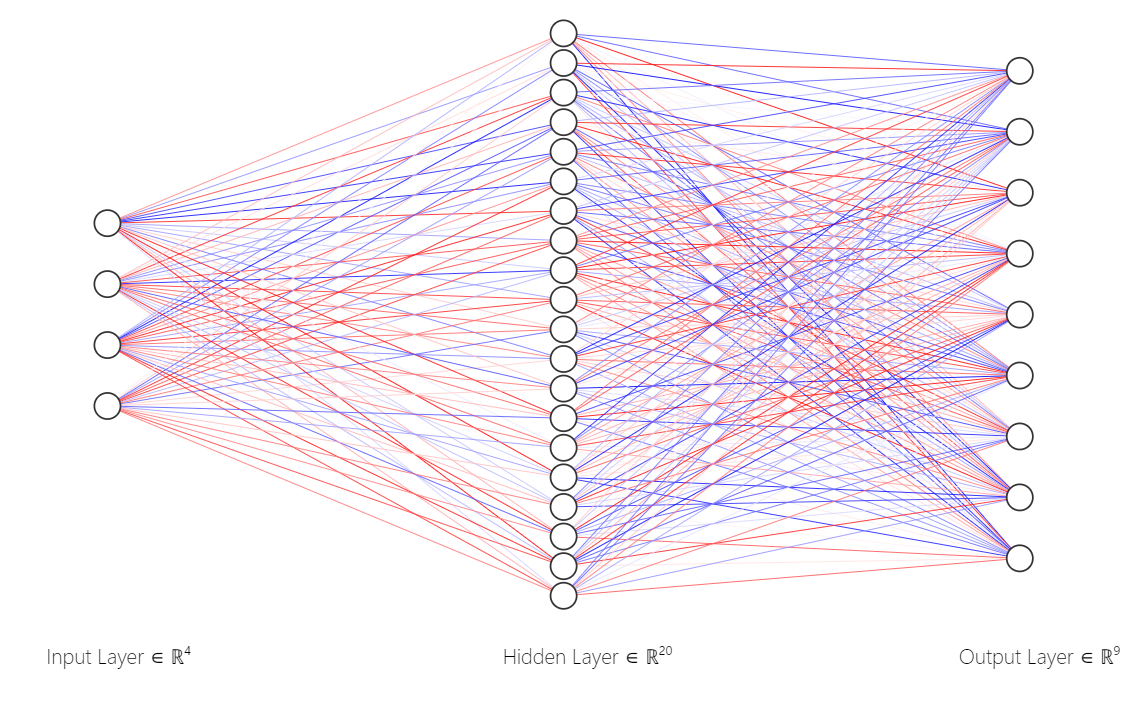 Input Layer ∈ ℝ⁴
Hidden Layer ∈ ℝ²⁰
Output Layer ∈ ℝ⁹